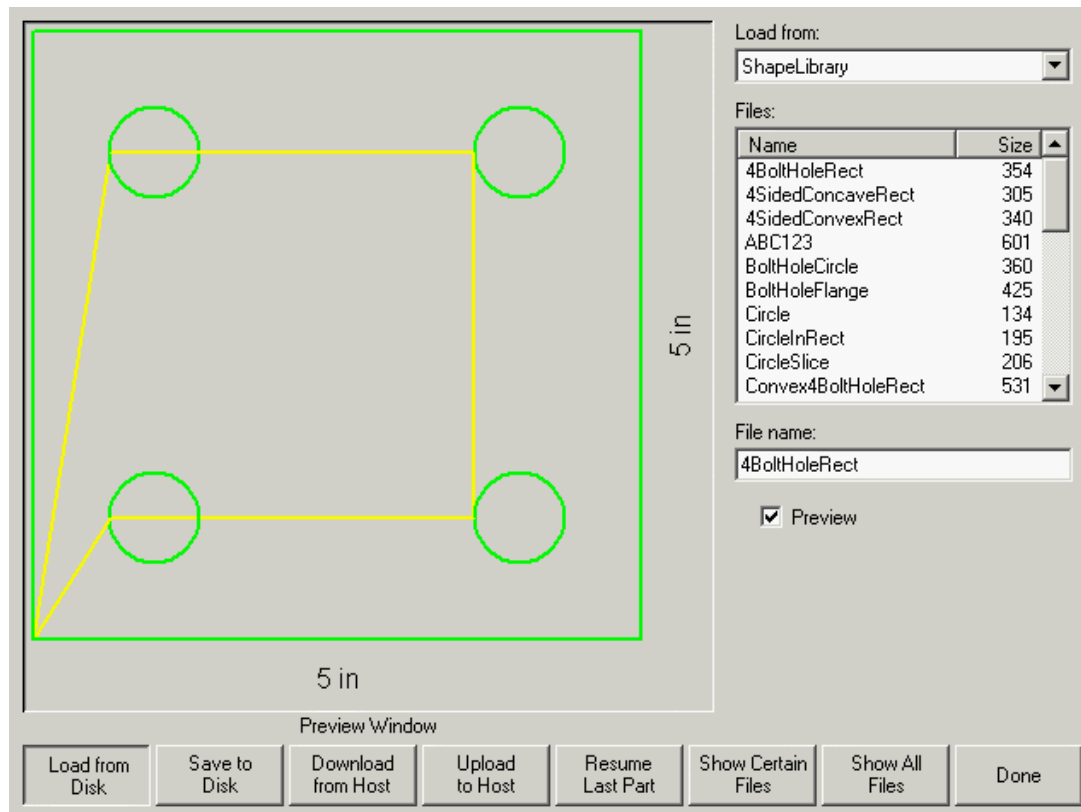 Load from:
ShapeLibrary
Files:
Name Size
4BoltHoleRect 354
4SidedConcaveRect 305
4SidedConvexRect 340
ABC123 601
BoltHoleCircle 360
BoltHoleFlange 425
Circle 134
CircleInRect 195
CircleSlice 206
Convex4BoltHoleRect 531
File name:
4BoltHoleRect
Preview
5 in
5 in
Preview Window
Load from
Disk
Save to
Disk
Download
from Host
Upload
to Host
Resume
Last Part
Show Certain
Files
Show All
Files
Done